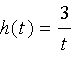 h(t) = 3/t